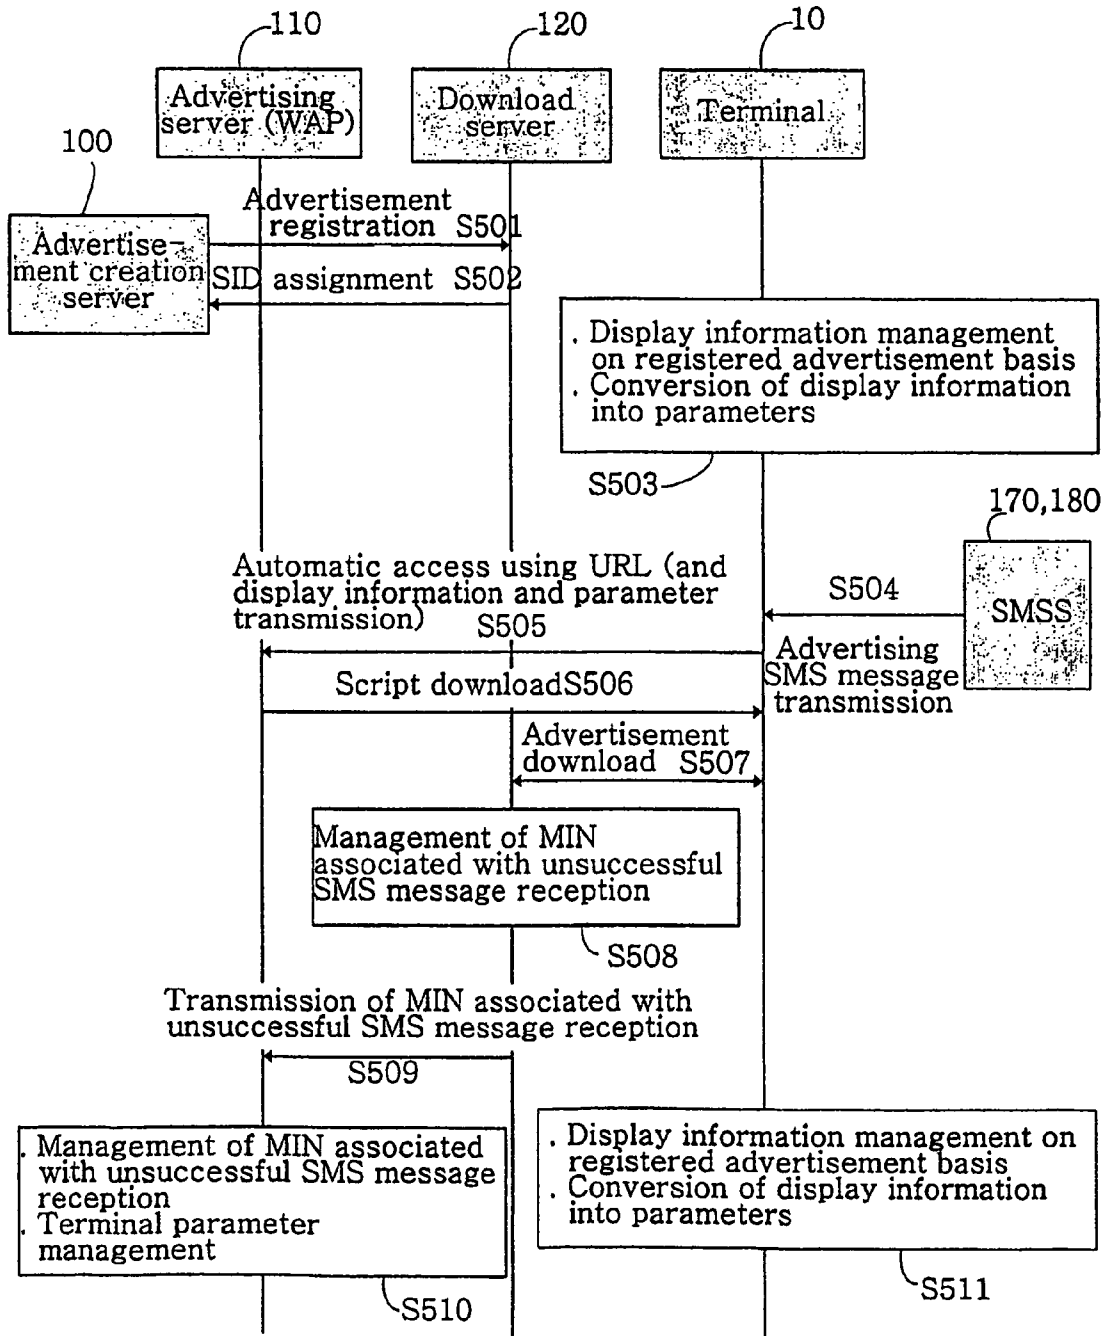 110
120
10
Advertising
server (WAP)
Download
server
Terminal
100
Advertisement
registration S501
Advertise-
ment creation
server
SID assignment S502
. Display information management
on registered advertisement basis
. Conversion of display information
into parameters
S503
170,180
Automatic access using URL (and
display information and parameter
transmission)
S505
S504
SMSS
Advertising
SMS message
transmission
Script downloadS506
Advertisement
download S507
Management of MIN
associated with unsuccessful
SMS message reception
S508
Transmission of MIN associated with
unsuccessful SMS message reception
S509
. Management of MIN associated
with unsuccessful SMS message
reception
. Terminal parameter
management
S510
. Display information management on
registered advertisement basis
. Conversion of display information
into parameters
S511